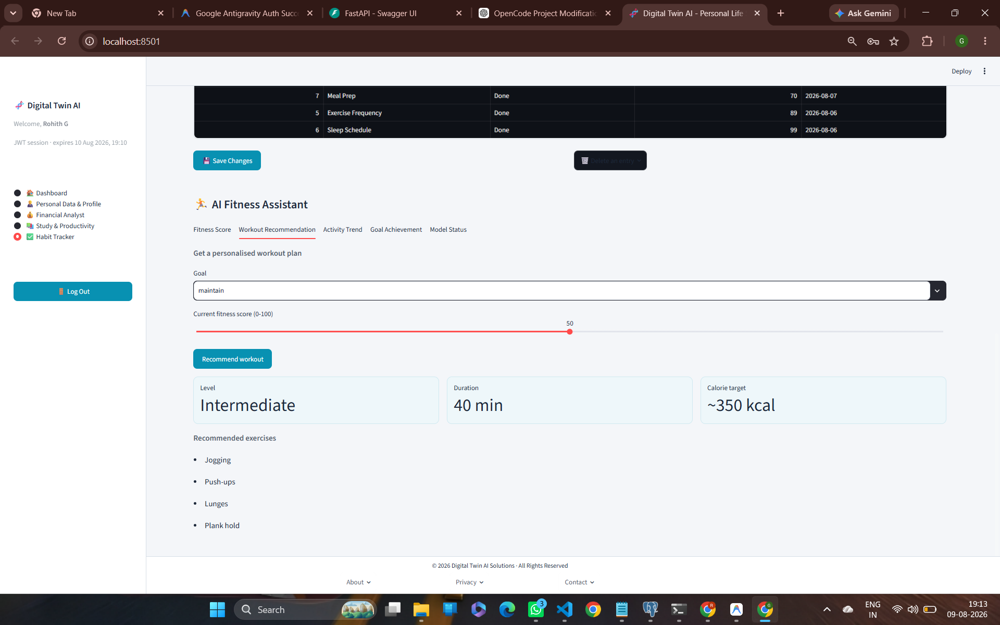 New Tab
Google Antigravity Auth Succ
FastAPI - Swagger UI
OpenCode Project Modificati
Digital Twin AI - Personal Life
Ask Gemini
localhost:8501
G
Deploy
Digital Twin AI
Welcome, Rohith G
JWT session · expires 10 Aug 2026, 19:10
Dashboard
Personal Data & Profile
Financial Analyst
Study & Productivity
Habit Tracker
Log Out
7 Meal Prep Done 70 2026-08-07
5 Exercise Frequency Done 89 2026-08-06
6 Sleep Schedule Done 99 2026-08-06
Save Changes
Delete an entry
AI Fitness Assistant
Fitness Score Workout Recommendation Activity Trend Goal Achievement Model Status
Get a personalised workout plan
Goal
maintain
Current fitness score (0-100)
50
Recommend workout
Level
Intermediate
Duration
40 min
Calorie target
~350 kcal
Recommended exercises
Jogging
Push-ups
Lunges
Plank hold
© 2026 Digital Twin AI Solutions · All Rights Reserved
About Privacy Contact
Search
3
R
G
ENG
IN
19:13
09-08-2026